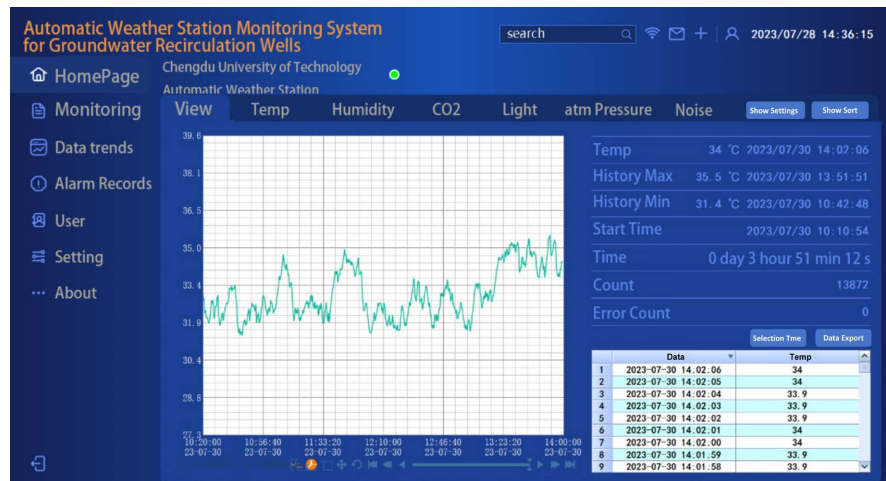 Automatic Weather Station Monitoring System
for Groundwater Recirculation Wells
search
2023/07/28 14:36:15
HomePage
Monitoring
Data trends
Alarm Records
User
Setting
About
Chengdu University of Technology
Automatic Weather Station
View Temp Humidity CO2 Light atm Pressure Noise Show Settings Show Sort
39.6
38.1
36.5
35.0
33.4
31.9
30.4
28.8
27.3
10:20:00 10:56:40 11:33:20 12:10:00 12:46:40 13:23:20 14:00:00
23-07-30 23-07-30 23-07-30 23-07-30 23-07-30 23-07-30 23-07-30
Temp 34 ℃ 2023/07/30 14:02:06
History Max 35.5 ℃ 2023/07/30 13:51:51
History Min 31.4 ℃ 2023/07/30 10:42:48
Start Time 2023/07/30 10:10:54
Time 0 day 3 hour 51 min 12 s
Count 13872
Error Count 0
Selection Tme Data Export
Data Temp
1 2023-07-30 14:02:06 34
2 2023-07-30 14:02:05 34
3 2023-07-30 14:02:04 33.9
4 2023-07-30 14:02:03 33.9
5 2023-07-30 14:02:02 33.9
6 2023-07-30 14:02:01 34
7 2023-07-30 14:02:00 34
8 2023-07-30 14:01:59 33.9
9 2023-07-30 14:01:58 33.9